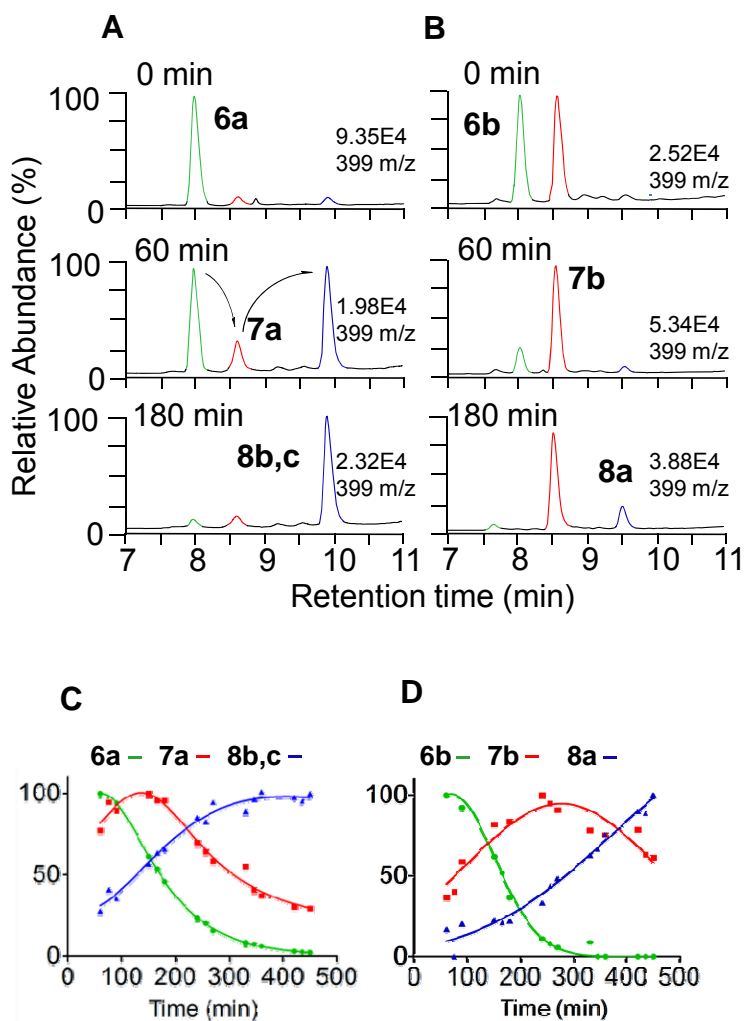 A
B
0 min
0 min
100
6a
6b
9.35E4
399 m/z
2.52E4
399 m/z
0
60 min
60 min
100
7a
7b
1.98E4
399 m/z
5.34E4
399 m/z
0
180 min
180 min
100
8b,c
8a
2.32E4
399 m/z
3.88E4
399 m/z
0
Relative Abundance (%)
7 8 9 10 11
7 8 9 10 11
Retention time (min)
C
D
6a 7a 8b,c
6b 7b 8a
100
50
0
0 100 200 300 400 500
Time (min)
100
50
0
0 100 200 300 400 500
Time (min)